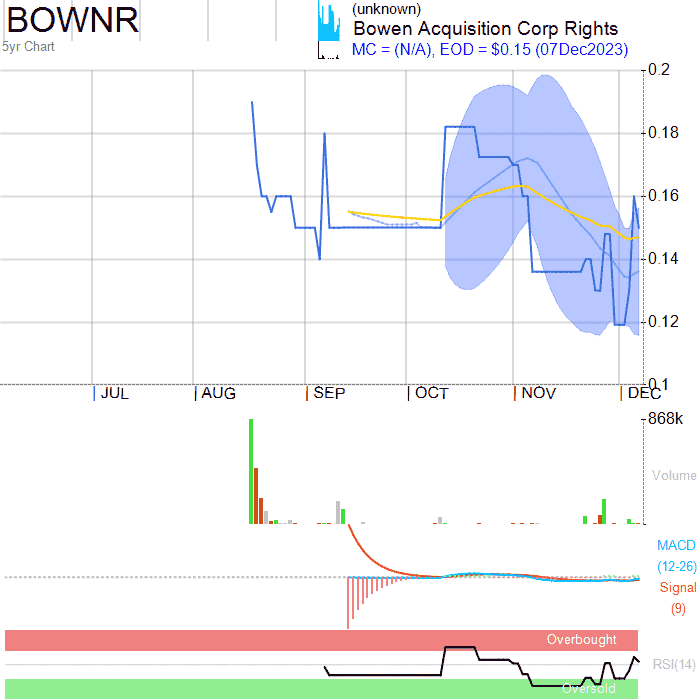 BOWNR
5yr Chart
(unknown)
Bowen Acquisition Corp Rights
MC = (N/A), EOD = $0.15 (07Dec2023)
0.2
0.18
0.16
0.14
0.12
0.1
JUL AUG SEP OCT NOV DEC
868k
Volume
MACD
(12-26)
Signal
(9)
Overbought
RSI(14)
Oversold